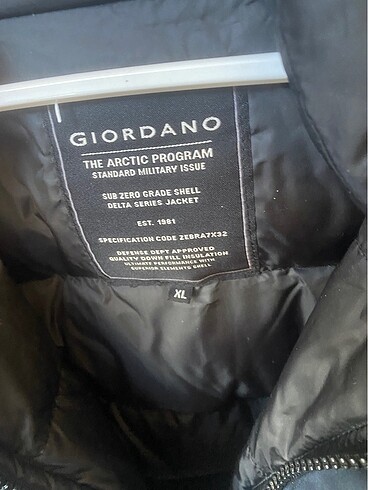 GIORDANO
THE ARCTIC PROGRAM
STANDARD MILITARY ISSUE
SUB ZERO GRADE SHELL
DELTA SERIES JACKET
EST. 1981
SPECIFICATION CODE ZEBRA7X32
DEFENSE DEPT APPROVED
QUALITY DOWN FILL INSULATION
ULTIMATE PERFORMANCE WITH
SUPERIOR ELEMENTS SHELL
XL